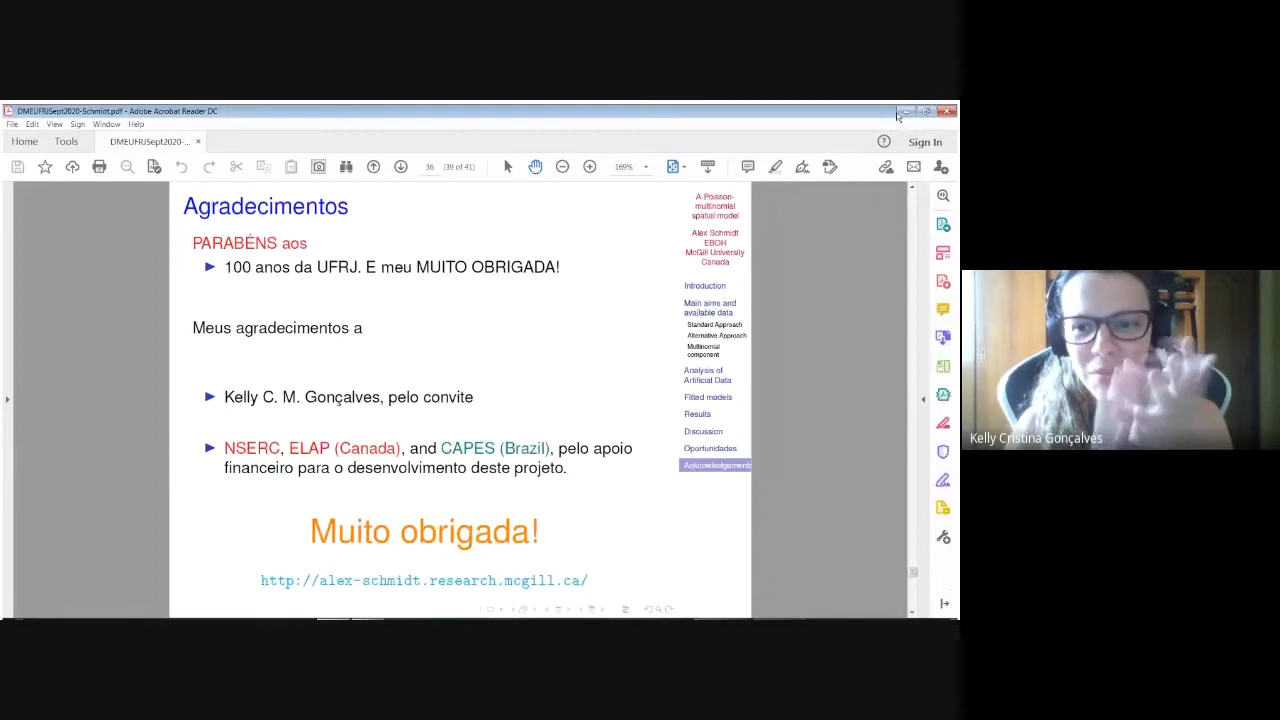 DMEUFRJSept2020-Schmidt.pdf - Adobe Acrobat Reader DC
File Edit View Sign Window Help
Home Tools DMEUFRJSept2020-... × Sign In
36 (39 of 41) 169%
Agradecimentos
PARABÉNS aos
100 anos da UFRJ. E meu MUITO OBRIGADA!
Meus agradecimentos a
Kelly C. M. Gonçalves, pelo convite
NSERC, ELAP (Canada), and CAPES (Brazil), pelo apoio
financeiro para o desenvolvimento deste projeto.
Muito obrigada!
http://alex-schmidt.research.mcgill.ca/
A Poisson-
multinomial
spatial model
Alex Schmidt
EBOH
McGill University
Canada
Introduction
Main aims and
available data
Standard Approach
Alternative Approach
Multinomial
component
Analysis of
Artificial Data
Fitted models
Results
Discussion
Oportunidades
Acknowledgements
Kelly Cristina Gonçalves